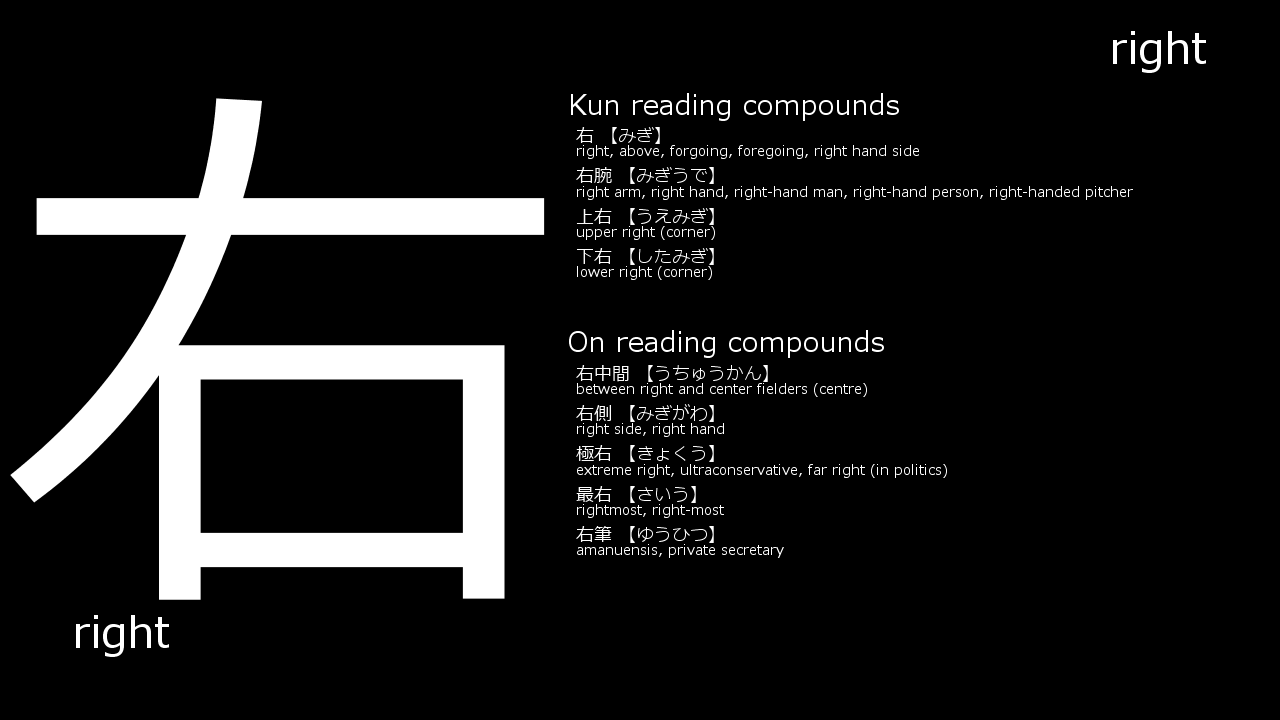 right
右
Kun reading compounds
右 【みぎ】
right, above, forgoing, foregoing, right hand side
右腕 【みぎうで】
right arm, right hand, right-hand man, right-hand person, right-handed pitcher
上右 【うえみぎ】
upper right (corner)
下右 【したみぎ】
lower right (corner)
On reading compounds
右中間 【うちゅうかん】
between right and center fielders (centre)
右側 【みぎがわ】
right side, right hand
極右 【きょくう】
extreme right, ultraconservative, far right (in politics)
最右 【さいう】
rightmost, right-most
右筆 【ゆうひつ】
amanuensis, private secretary
right